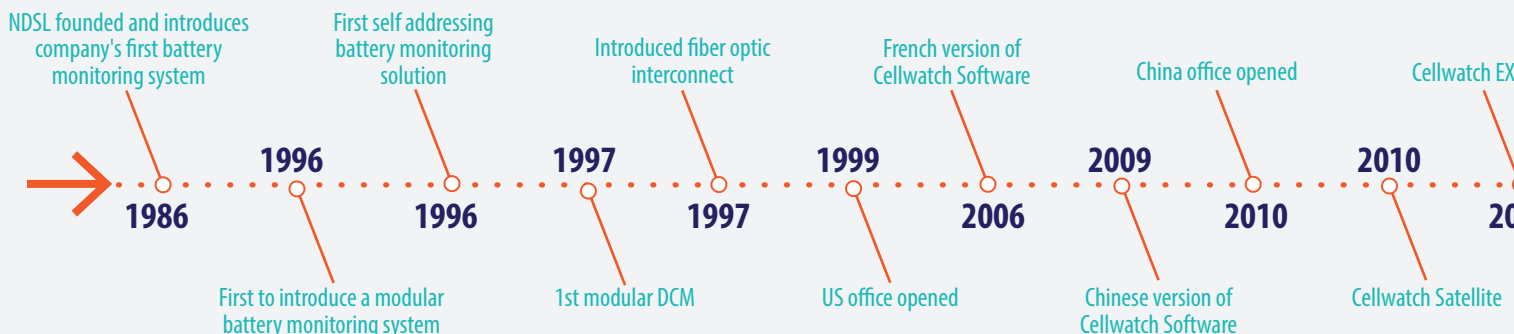 NDSL founded and introduces
company's first battery
monitoring system
1986
1996
First to introduce a modular
battery monitoring system
First self addressing
battery monitoring
solution
1996
1997
1st modular DCM
Introduced fiber optic
interconnect
1997
1999
US office opened
French version of
Cellwatch Software
2006
2009
Chinese version of
Cellwatch Software
China office opened
2010
2010
Cellwatch Satellite
Cellwatch EX